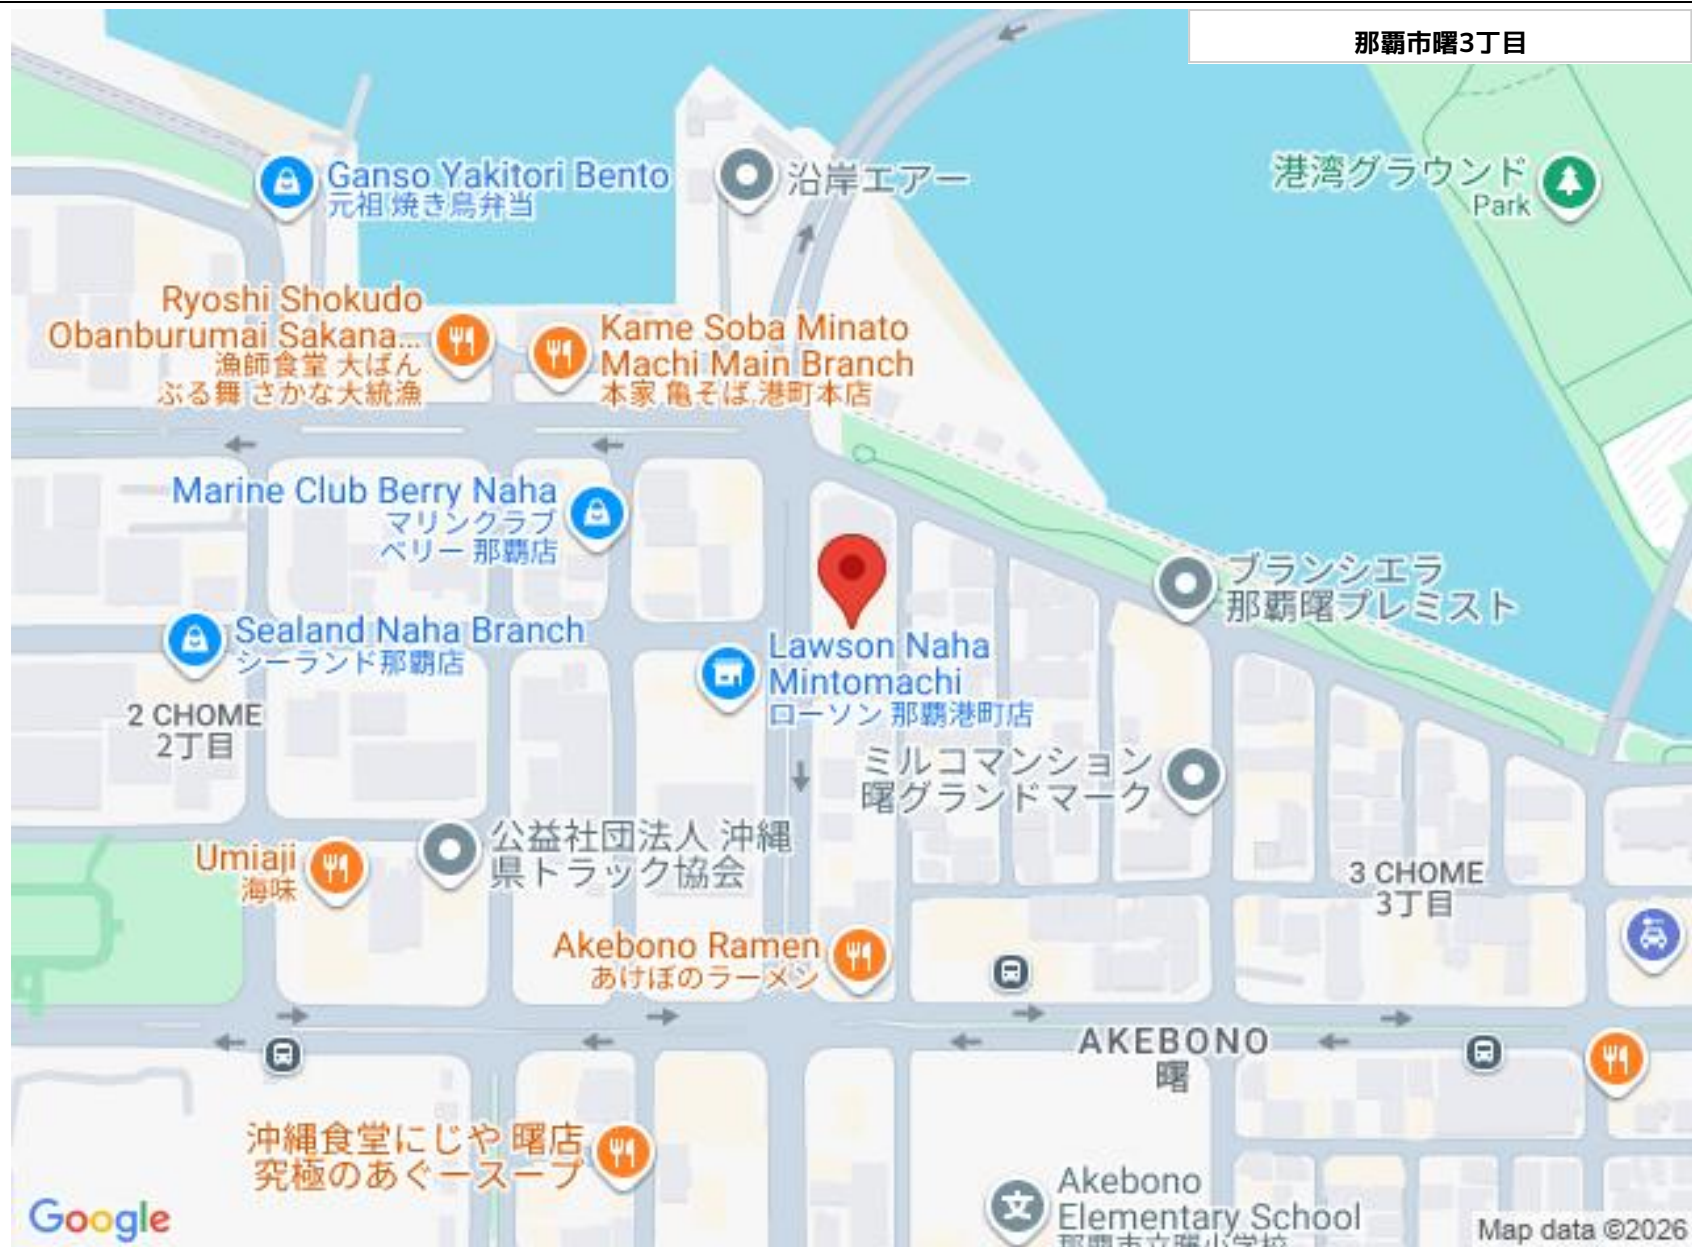 那覇市曙3丁目
Ganso Yakitori Bento
元祖 焼き鳥弁当
沿岸エアー
港湾グラウンド
Park
Ryoshi Shokudo
Obanburumai Sakana...
漁師食堂 大ばん
ぶる舞 さかな大統漁
Kame Soba Minato
Machi Main Branch
本家 亀そば 港町本店
Marine Club Berry Naha
マリンクラブ
ベリー 那覇店
ブランシエラ
那覇曙プレミスト
Sealand Naha Branch
シーランド那覇店
Lawson Naha
Mintomachi
ローソン 那覇港町店
2 CHOME
2丁目
ミルコマンション
曙グランドマーク
公益社団法人 沖縄
県トラック協会
Umiaji
海味
3 CHOME
3丁目
Akebono Ramen
あけぼのラーメン
AKEBONO
曙
沖縄食堂にじや 曙店
究極のあぐースープ
文
Akebono
Elementary School
那覇市立曙小学校
Google
Map data ©2026